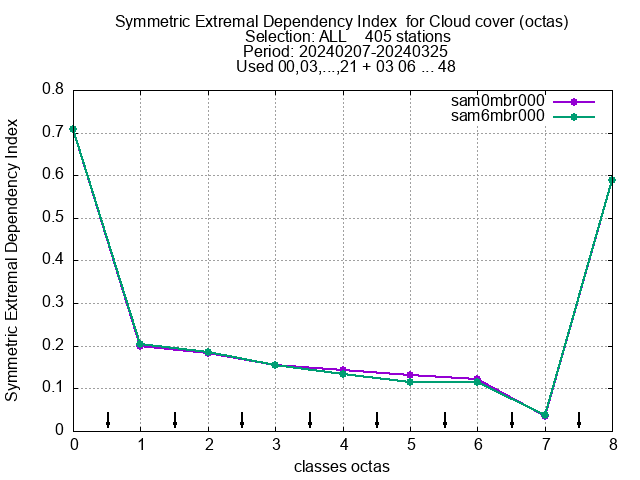 Symmetric Extremal Dependency Index  for Cloud cover (octas)
Selection: ALL    405 stations
Period: 20240207-20240325
Used 00,03,...,21 + 03 06 ... 48
sam0mbr000
sam6mbr000
Symmetric Extremal Dependency Index
0.8
0.7
0.6
0.5
0.4
0.3
0.2
0.1
0
0 1 2 3 4 5 6 7 8
classes octas